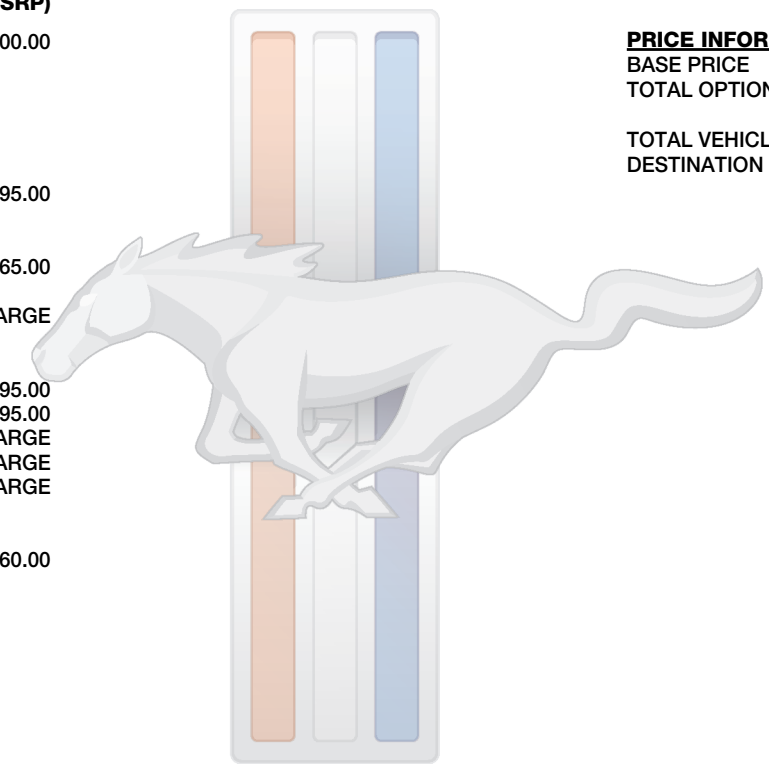 SRP)
00.00
95.00
65.00
ARGE
95.00
95.00
ARGE
ARGE
ARGE
60.00
PRICE INFOR
BASE PRICE
TOTAL OPTION
TOTAL VEHICL
DESTINATION